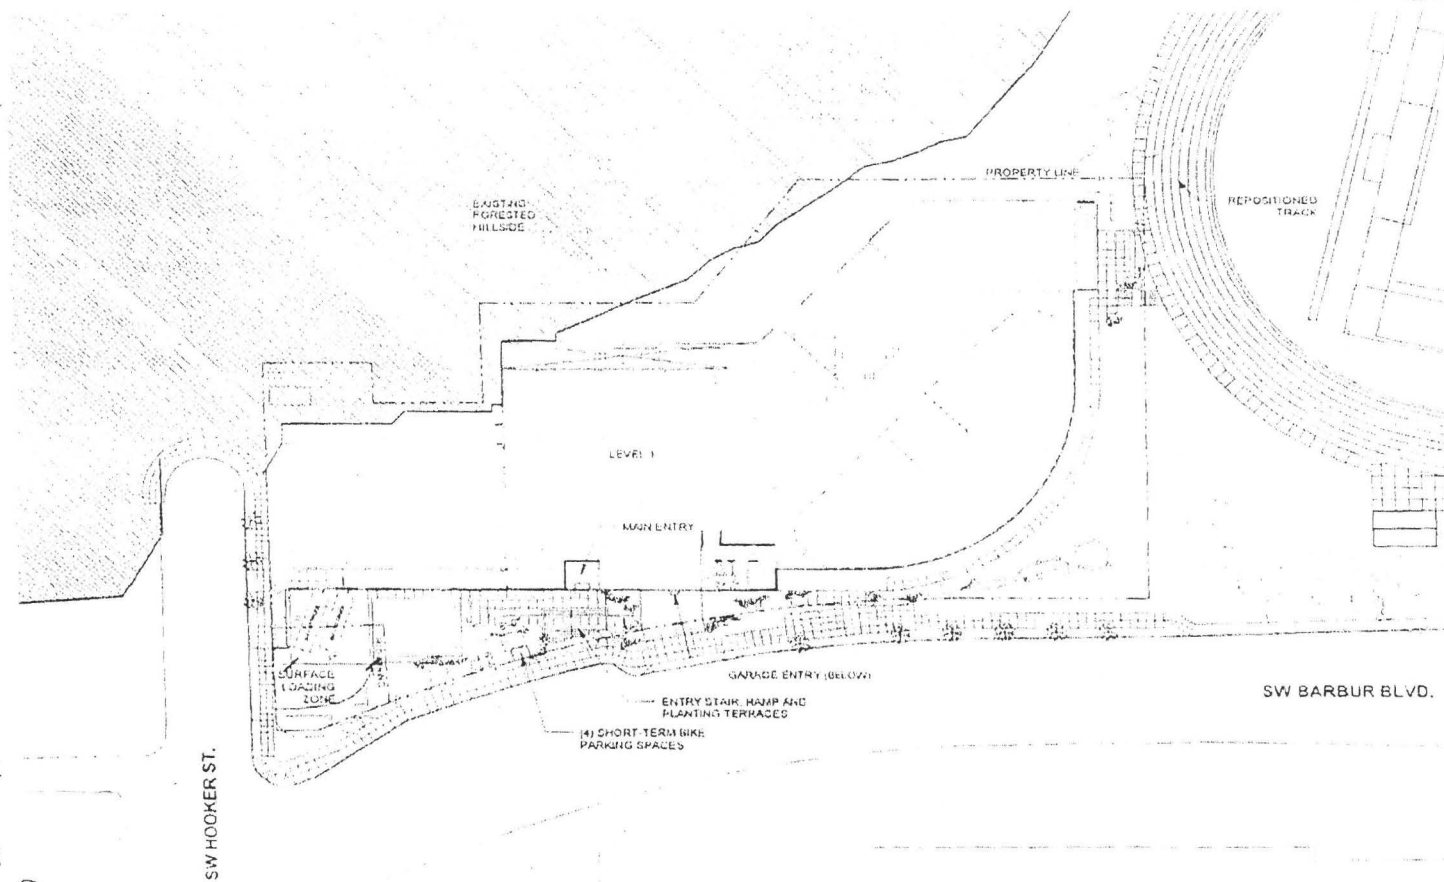 PROPERTY LINE
REPOSITIONED
TRACK
EXISTING
FORESTED
HILLSIDE
LEVEL 1
MAIN ENTRY
SURFACE
LOADING
ZONE
GARAGE ENTRY (BELOW)
ENTRY STAIR, RAMP AND
PLANTING TERRACES
(4) SHORT-TERM BIKE
PARKING SPACES
SW BARBUR BLVD.
SW HOOKER ST.